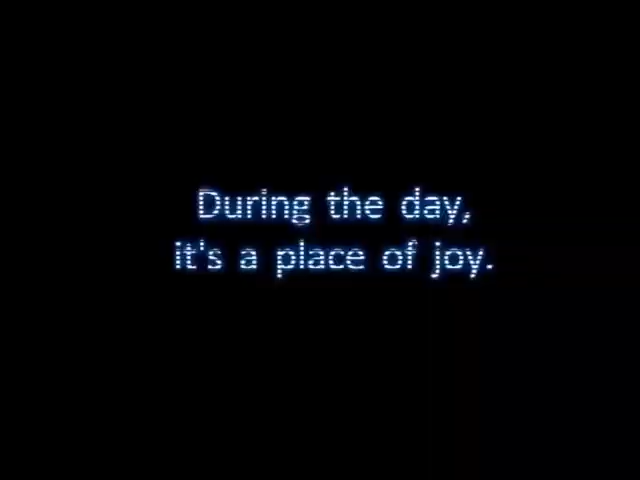 During the day,
it's a place of joy.